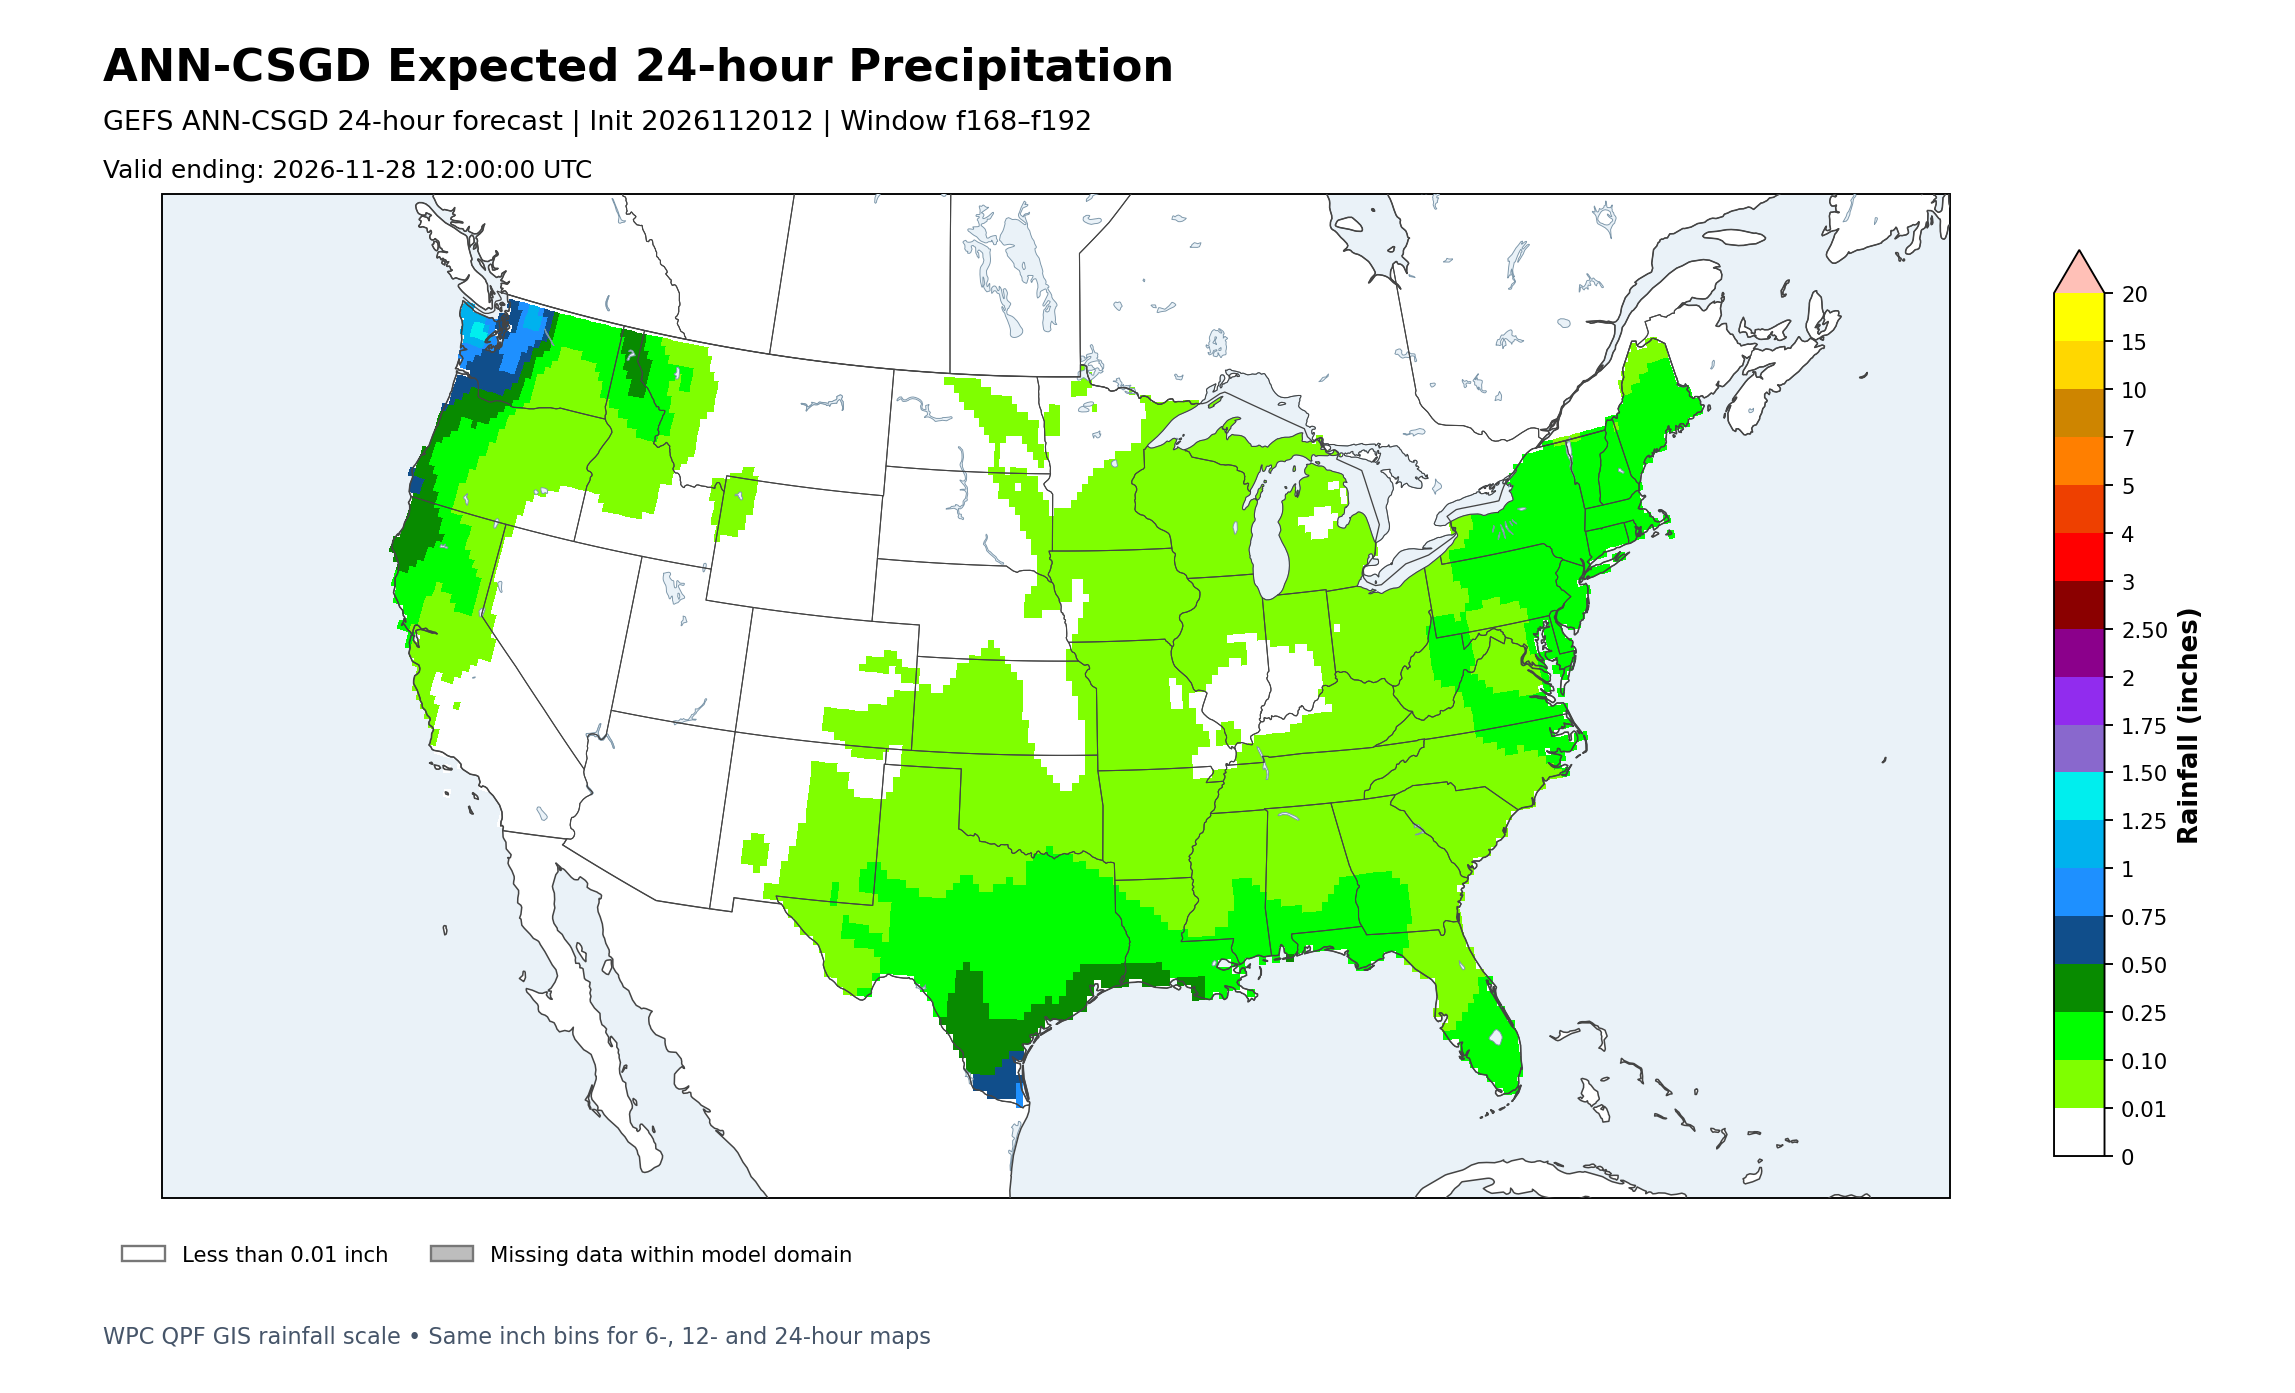 ANN-CSGD Expected 24-hour Precipitation
GEFS ANN-CSGD 24-hour forecast | Init 2026112012 | Window f168–f192
Valid ending: 2026-11-28 12:00:00 UTC
20
15
10
7
5
4
3
2.50
2
1.75
1.50
1.25
1
0.75
0.50
0.25
0.10
0.01
0
Rainfall (inches)
Less than 0.01 inch
Missing data within model domain
WPC QPF GIS rainfall scale • Same inch bins for 6-, 12- and 24-hour maps